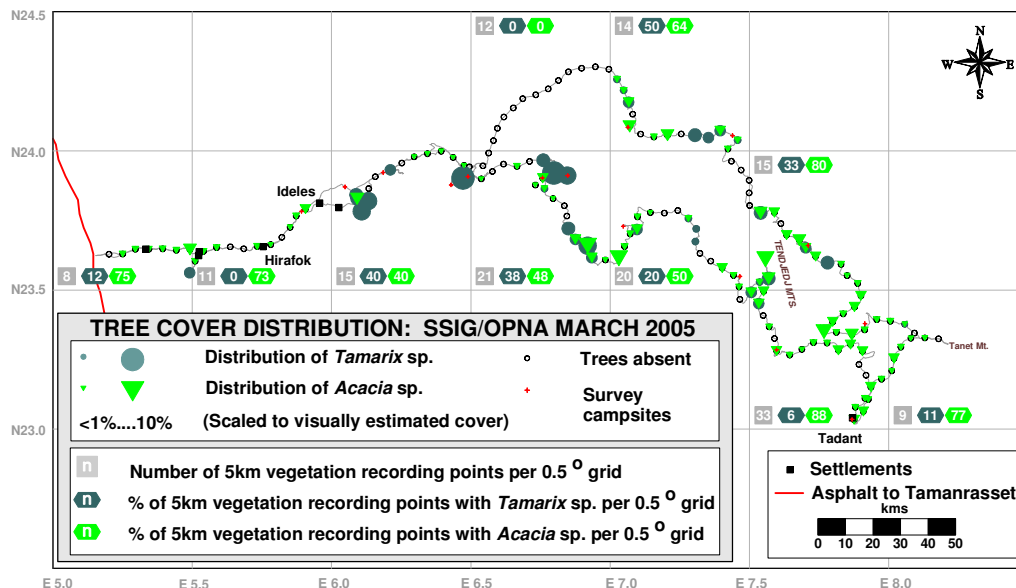 N24.5
12 0 0
14 50 64
N
W E
S
N24.0
15 33 80
Ideles
Hirafok
TENDJEDJ MTS.
8 12 75
11 0 73
15 40 40
21 38 48
20 20 50
N23.5
Tanet Mt.
TREE COVER DISTRIBUTION: SSIG/OPNA MARCH 2005
Distribution of Tamarix sp.
Trees absent
Distribution of Acacia sp.
Survey
campsites
<1%....10% (Scaled to visually estimated cover)
33 6 88
9 11 77
N23.0
Tadant
n Number of 5km vegetation recording points per 0.5 o grid
n % of 5km vegetation recording points with Tamarix sp. per 0.5 o grid
n % of 5km vegetation recording points with Acacia sp. per 0.5 o grid
Settlements
Asphalt to Tamanrasset
kms
0 10 20 30 40 50
E 5.0 E 5.5 E 6.0 E 6.5 E 7.0 E 7.5 E 8.0